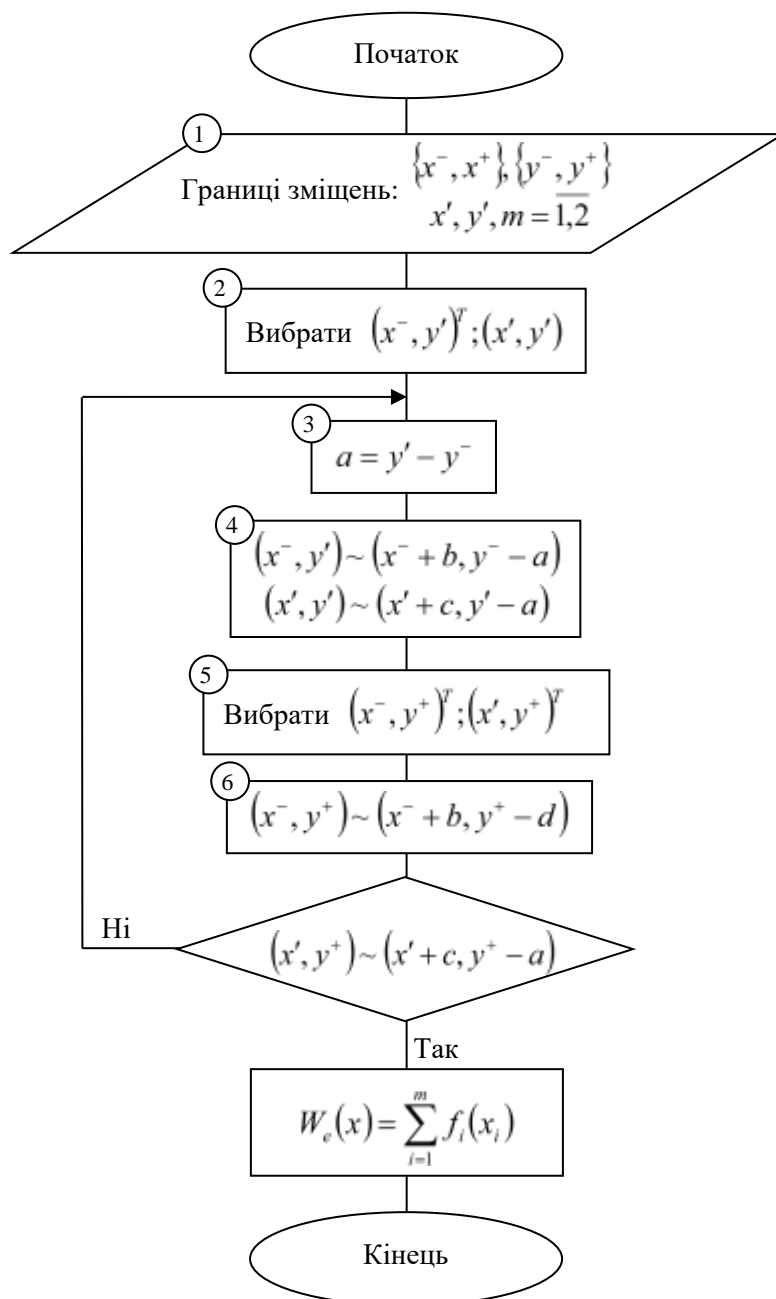 Початок
1
Границі зміщень: {x⁻, x⁺}, {y⁻, y⁺}
x′, y′, m = 1,2
2
Вибрати (x⁻, y′)ᵀ; (x′, y′)
3
a = y′ − y⁻
4
(x⁻, y′) ~ (x⁻ + b, y⁻ − a)
(x′, y′) ~ (x′ + c, y′ − a)
5
Вибрати (x⁻, y⁺)ᵀ; (x′, y⁺)ᵀ
6
(x⁻, y⁺) ~ (x⁻ + b, y⁺ − d)
Ні
(x′, y⁺) ~ (x′ + c, y⁺ − a)
Так
Wₑ(x) = ∑ᵢ₌₁ᵐ fᵢ(xᵢ)
Кінець